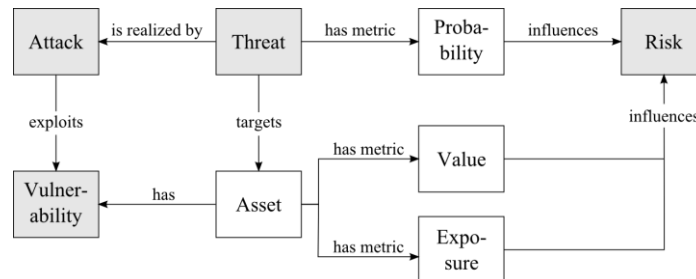 Attack
is realized by
Threat
has metric
Proba-
bility
influences
Risk
exploits
targets
influences
Vulner-
ability
has
Asset
has metric
Value
has metric
Expo-
sure